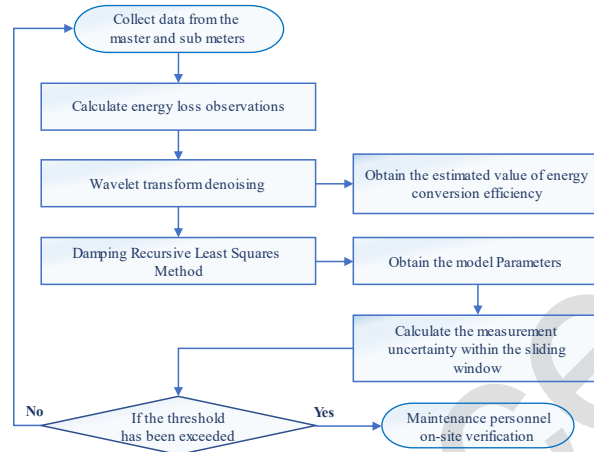 Collect data from the
master and sub meters
Calculate energy loss observations
Wavelet transform denoising
Obtain the estimated value of energy
conversion efficiency
Damping Recursive Least Squares
Method
Obtain the model Parameters
Calculate the measurement
uncertainty within the sliding
window
No
If the threshold
has been exceeded
Yes
Maintenance personnel
on-site verification